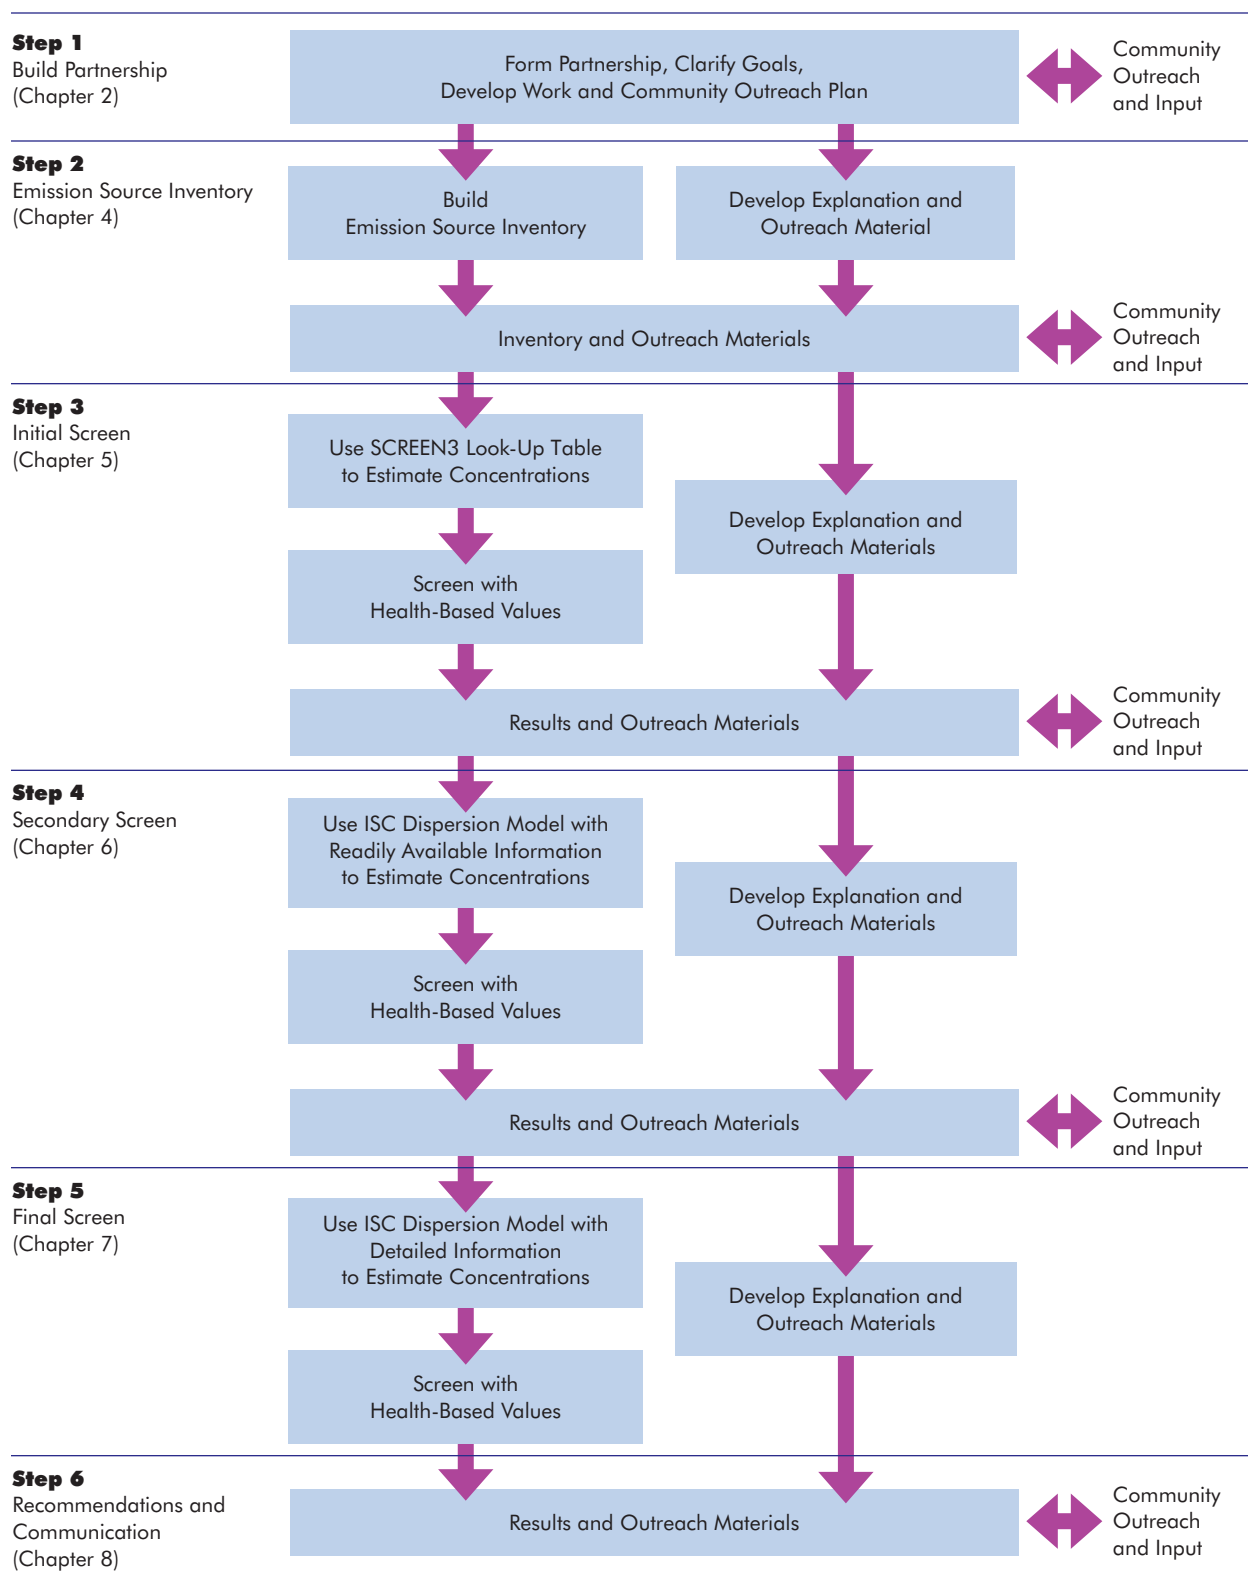 Step 1
Build Partnership
(Chapter 2)
Form Partnership, Clarify Goals,
Develop Work and Community Outreach Plan
Community
Outreach
and Input
Step 2
Emission Source Inventory
(Chapter 4)
Build
Emission Source Inventory
Develop Explanation and
Outreach Material
Inventory and Outreach Materials
Community
Outreach
and Input
Step 3
Initial Screen
(Chapter 5)
Use SCREEN3 Look-Up Table
to Estimate Concentrations
Develop Explanation and
Outreach Materials
Screen with
Health-Based Values
Results and Outreach Materials
Community
Outreach
and Input
Step 4
Secondary Screen
(Chapter 6)
Use ISC Dispersion Model with
Readily Available Information
to Estimate Concentrations
Develop Explanation and
Outreach Materials
Screen with
Health-Based Values
Results and Outreach Materials
Community
Outreach
and Input
Step 5
Final Screen
(Chapter 7)
Use ISC Dispersion Model with
Detailed Information
to Estimate Concentrations
Develop Explanation and
Outreach Materials
Screen with
Health-Based Values
Step 6
Recommendations and
Communication
(Chapter 8)
Results and Outreach Materials
Community
Outreach
and Input